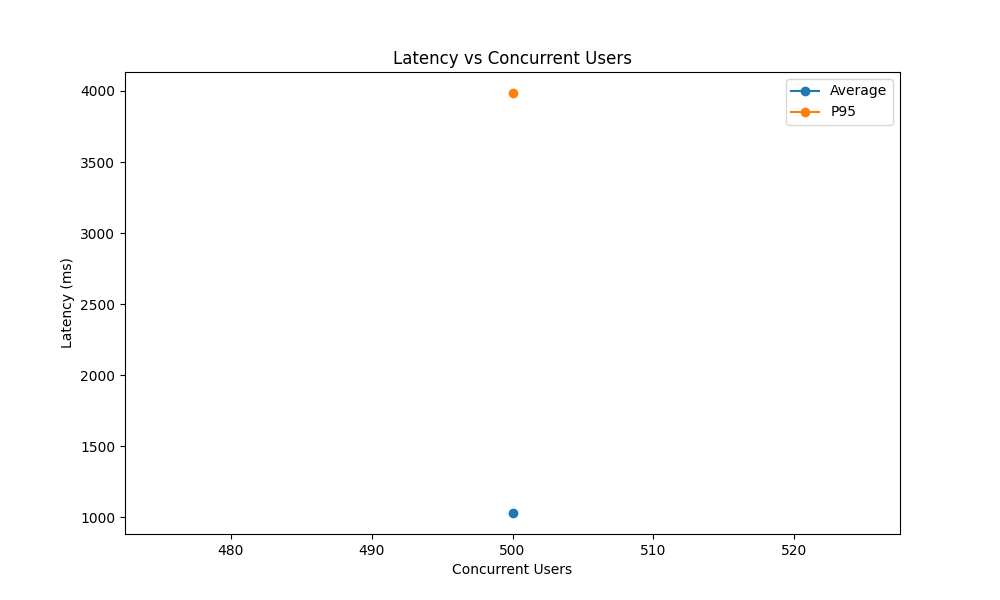 Latency vs Concurrent Users
Average
P95
4000
3500
3000
2500
2000
1500
1000
Latency (ms)
480 490 500 510 520
Concurrent Users